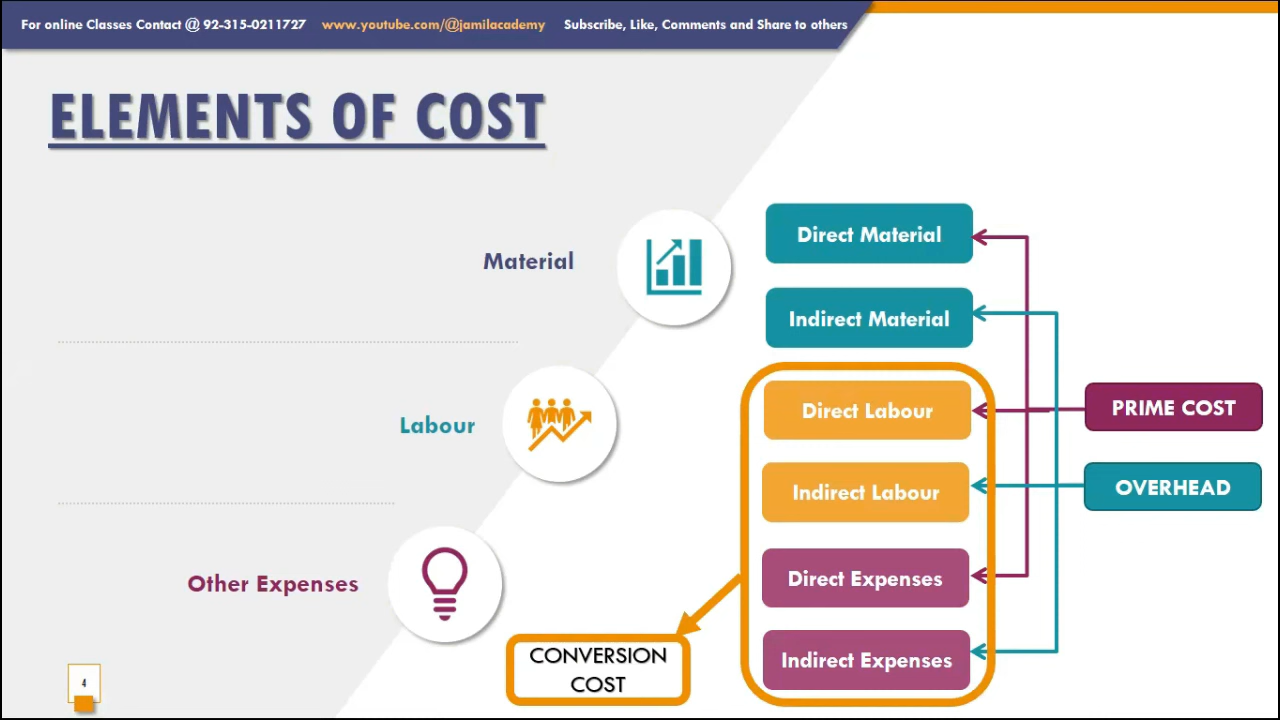 For online Classes Contact @ 92-315-0211727 www.youtube.com/@jamilacademy Subscribe, Like, Comments and Share to others
ELEMENTS OF COST
Material
Direct Material
Indirect Material
Labour
Direct Labour
Indirect Labour
PRIME COST
OVERHEAD
Other Expenses
Direct Expenses
Indirect Expenses
CONVERSION
COST
4